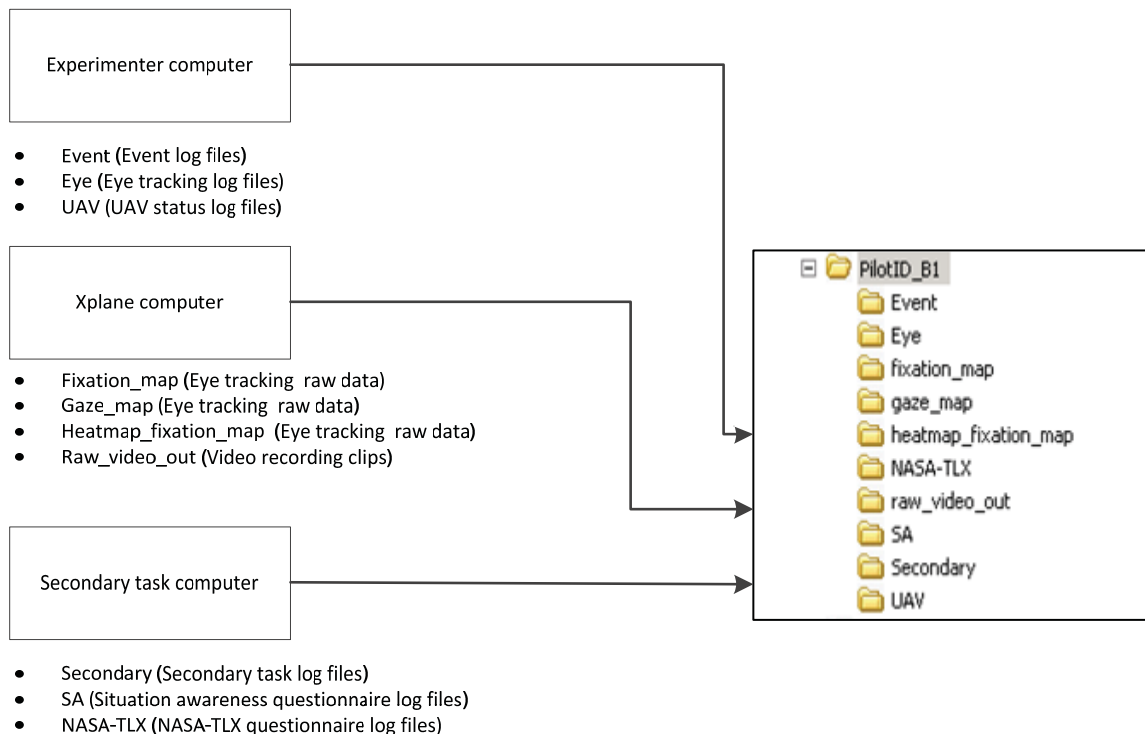 Experimenter computer
• Event (Event log files)
• Eye (Eye tracking log files)
• UAV (UAV status log files)
Xplane computer
• Fixation_map (Eye tracking raw data)
• Gaze_map (Eye tracking raw data)
• Heatmap_fixation_map (Eye tracking raw data)
• Raw_video_out (Video recording clips)
Secondary task computer
• Secondary (Secondary task log files)
• SA (Situation awareness questionnaire log files)
• NASA-TLX (NASA-TLX questionnaire log files)
PilotID_B1
Event
Eye
fixation_map
gaze_map
heatmap_fixation_map
NASA-TLX
raw_video_out
SA
Secondary
UAV